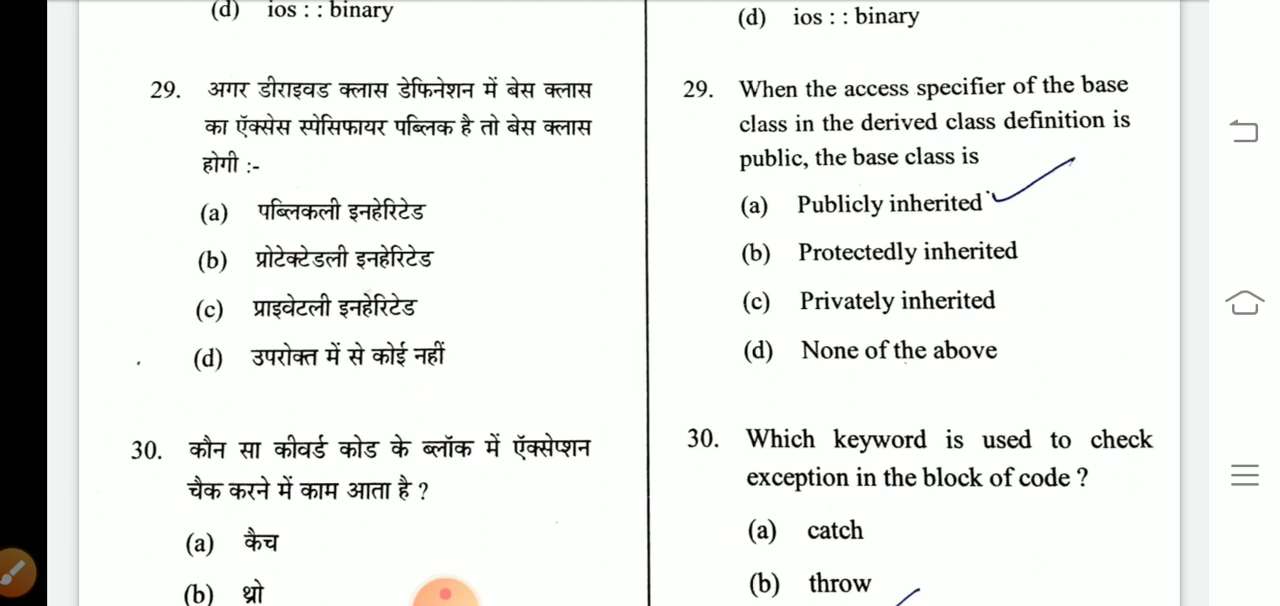 (d) ios : : binary
29. अगर डीराइवड क्लास डेफिनेशन में बेस क्लास
का ऍक्सेस स्पेसिफायर पब्लिक है तो बेस क्लास
होगी :-
(a) पब्लिकली इनहेरिटेड
(b) प्रोटेक्टेडली इनहेरिटेड
(c) प्राइवेटली इनहेरिटेड
(d) उपरोक्त में से कोई नहीं
30. कौन सा कीवर्ड कोड के ब्लॉक में ऍक्सेप्शन
चैक करने में काम आता है ?
(a) कैच
(b) थ्रो
(d) ios : : binary
29. When the access specifier of the base
class in the derived class definition is
public, the base class is
(a) Publicly inherited
(b) Protectedly inherited
(c) Privately inherited
(d) None of the above
30. Which keyword is used to check
exception in the block of code ?
(a) catch
(b) throw